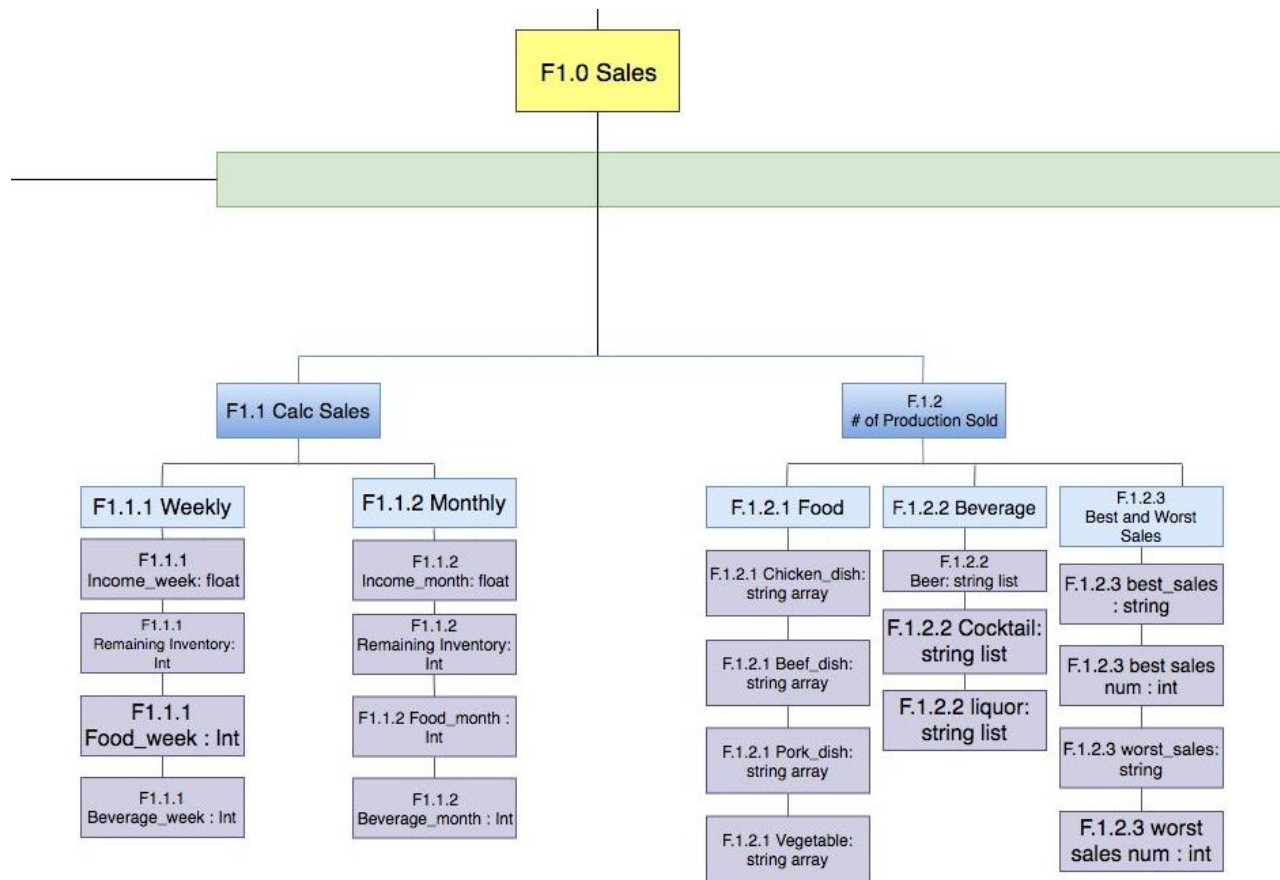 F1.0 Sales
F1.1 Calc Sales
F.1.2
# of Production Sold
F1.1.1 Weekly
F1.1.1
Income_week: float
F1.1.1
Remaining Inventory:
Int
F1.1.1
Food_week : Int
F1.1.1
Beverage_week : Int
F1.1.2 Monthly
F1.1.2
Income_month: float
F1.1.2
Remaining Inventory:
Int
F1.1.2 Food_month :
Int
F1.1.2
Beverage_month : Int
F.1.2.1 Food
F.1.2.1 Chicken_dish:
string array
F.1.2.1 Beef_dish:
string array
F.1.2.1 Pork_dish:
string array
F.1.2.1 Vegetable:
string array
F.1.2.2 Beverage
F.1.2.2
Beer: string list
F.1.2.2 Cocktail:
string list
F.1.2.2 liquor:
string list
F.1.2.3
Best and Worst
Sales
F.1.2.3 best_sales
: string
F.1.2.3 best sales
num : int
F.1.2.3 worst_sales:
string
F.1.2.3 worst
sales num : int